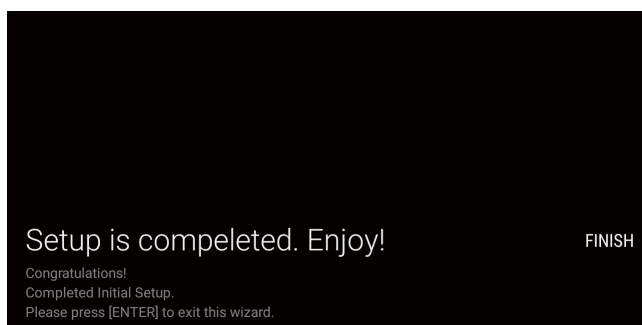 Setup is compeleted. Enjoy!
FINISH
Congratulations!
Completed Initial Setup.
Please press [ENTER] to exit this wizard.